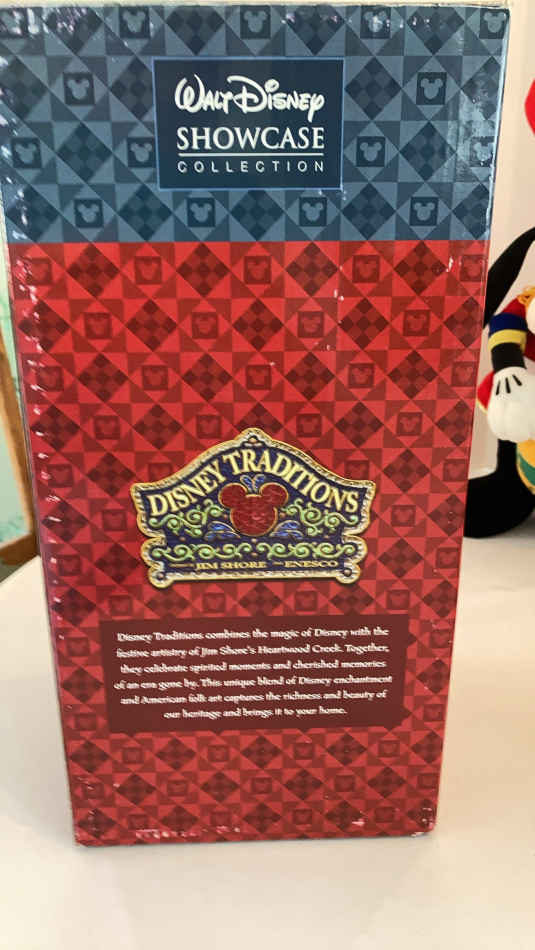 WALT DISNEY
SHOWCASE
COLLECTION
DISNEY TRADITIONS
JIM SHORE ENESCO
Disney Traditions combines the magic of Disney with the
festive artistry of Jim Shore's Heartwood Creek. Together,
they celebrate spirited moments and cherished memories
of an era gone by. This unique blend of Disney enchantment
and American folk art captures the richness and beauty of
our heritage and brings it to your home.